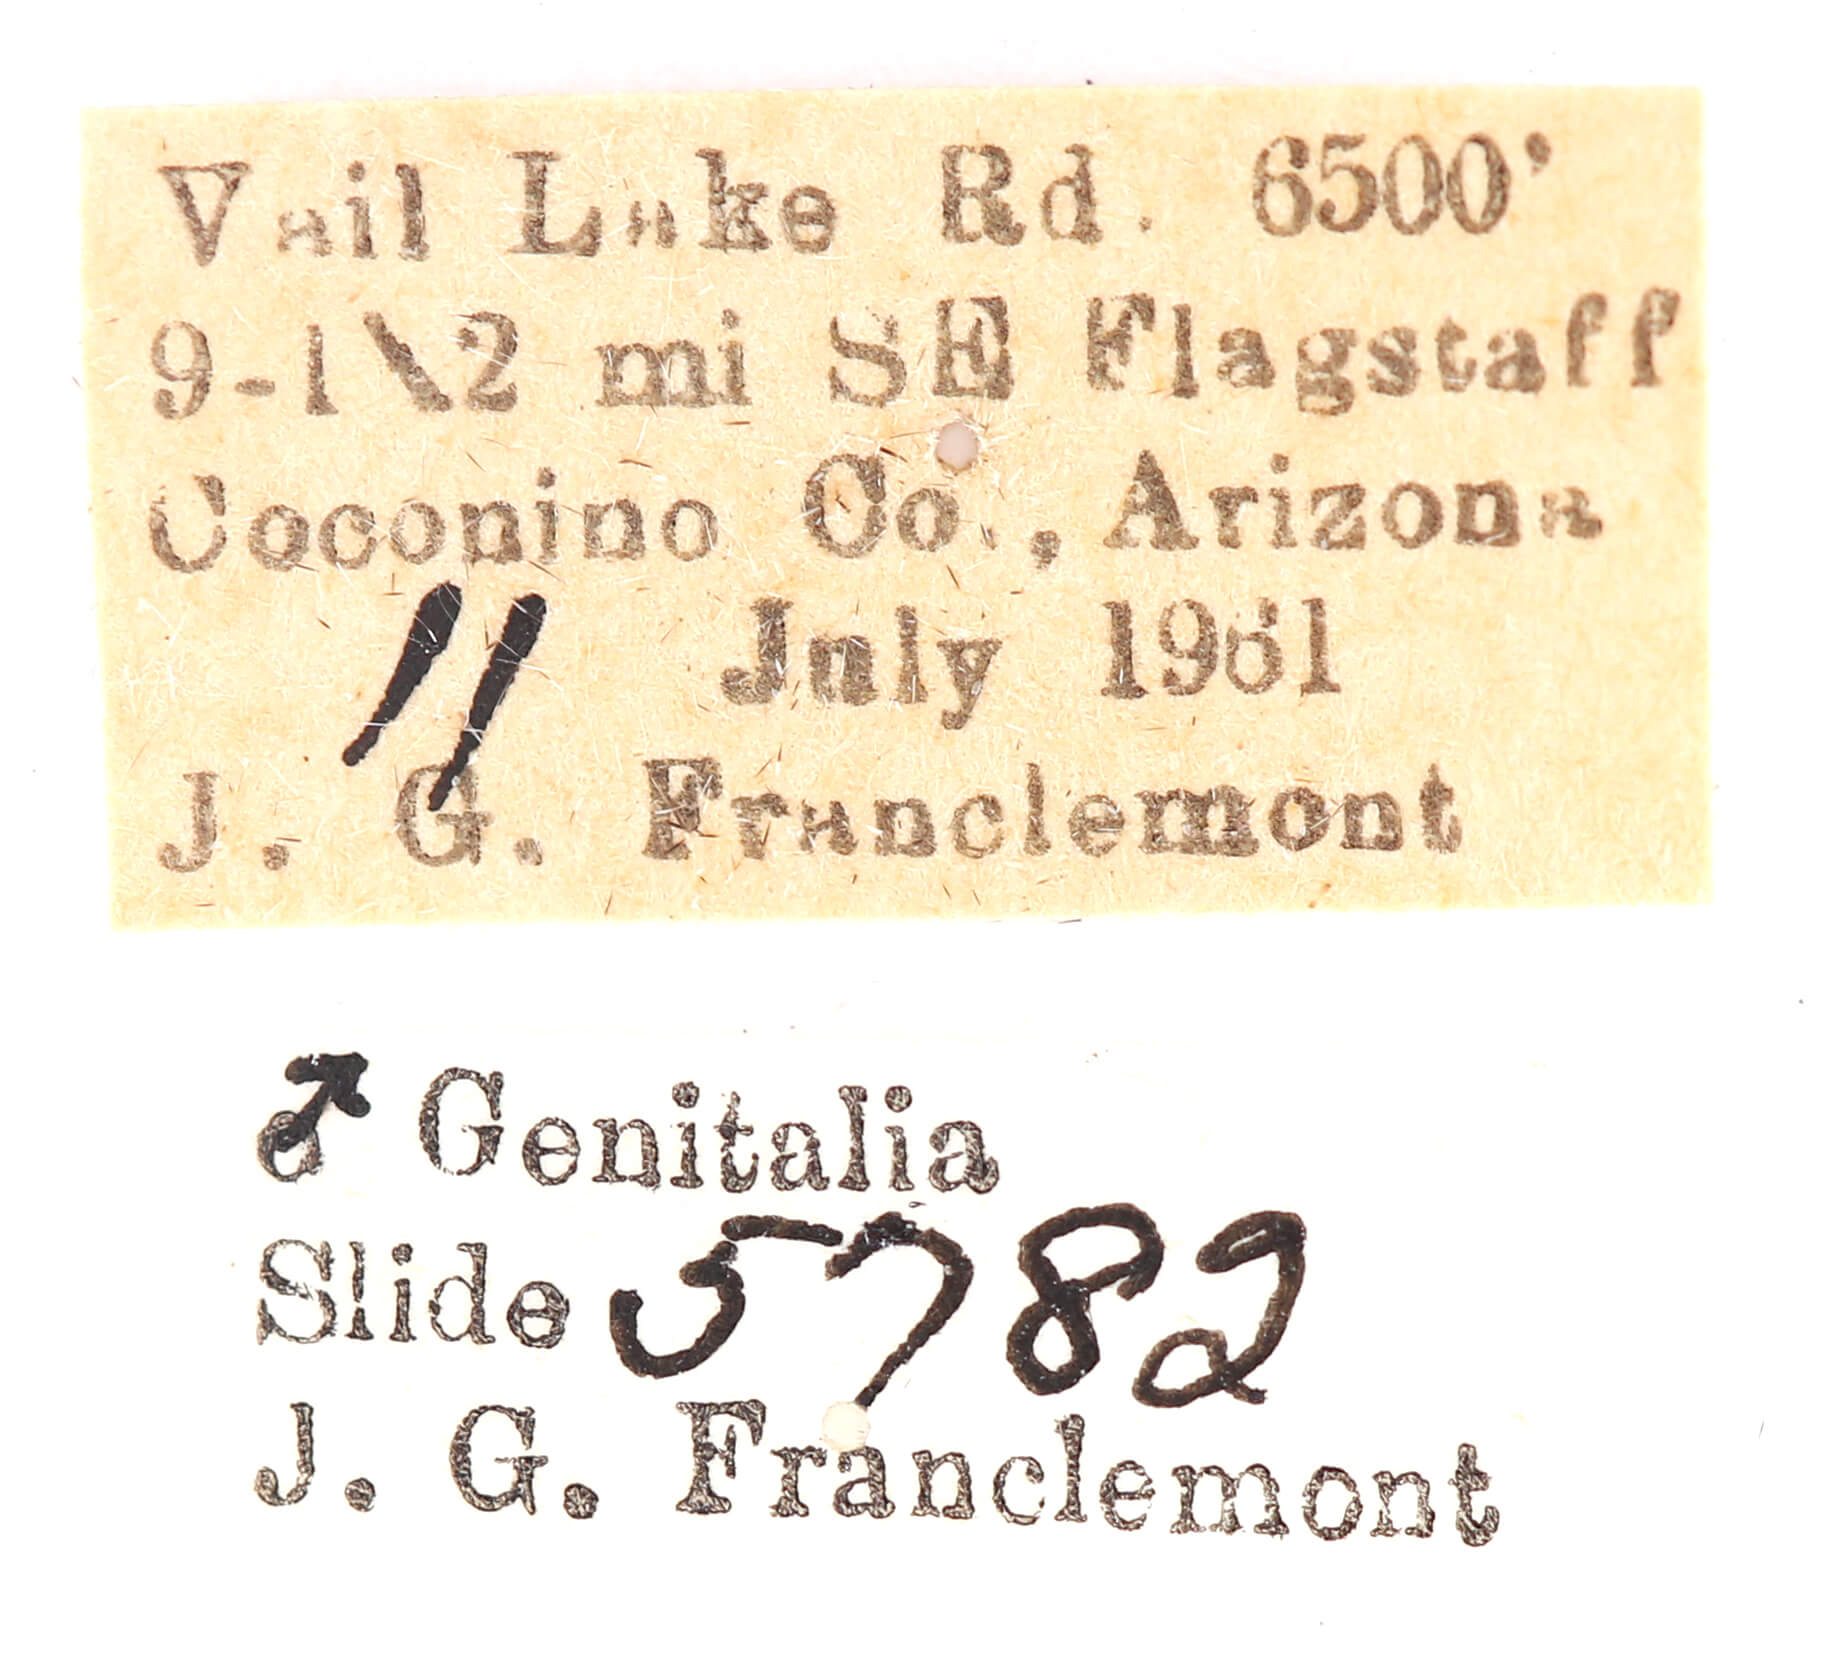 Vail Lake Rd. 6500'
9-1\2 mi SE Flagstaff
Coconino Co., Arizona
11 July 1961
J. G. Franclemont
♂ Genitalia
Slide 5782
J. G. Franclemont